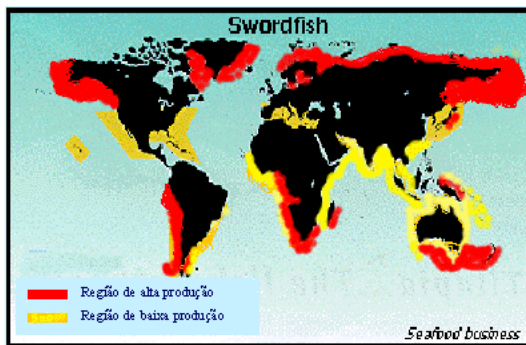 Swordfish
Região de alta produção
Região de baixa produção
Seafood business